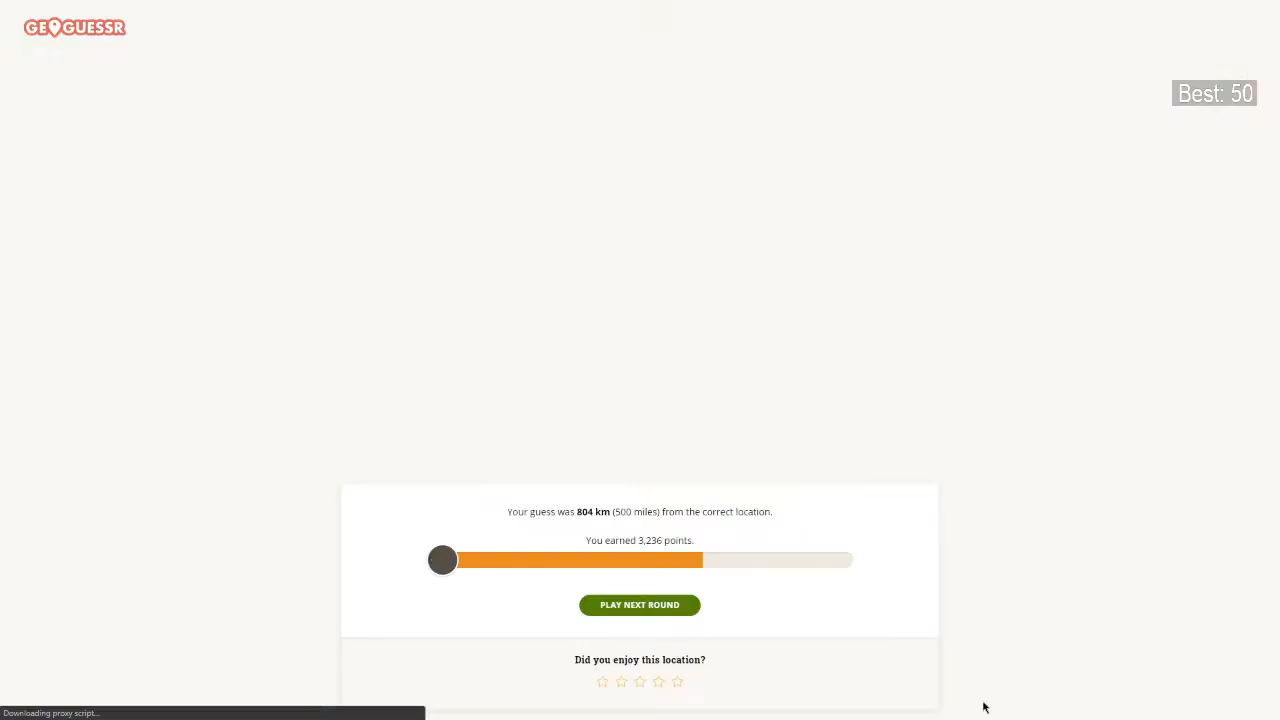 GEOGUESSR
Best: 50
Your guess was 804 km (500 miles) from the correct location.
You earned 3,236 points.
PLAY NEXT ROUND
Did you enjoy this location?
Downloading proxy script...